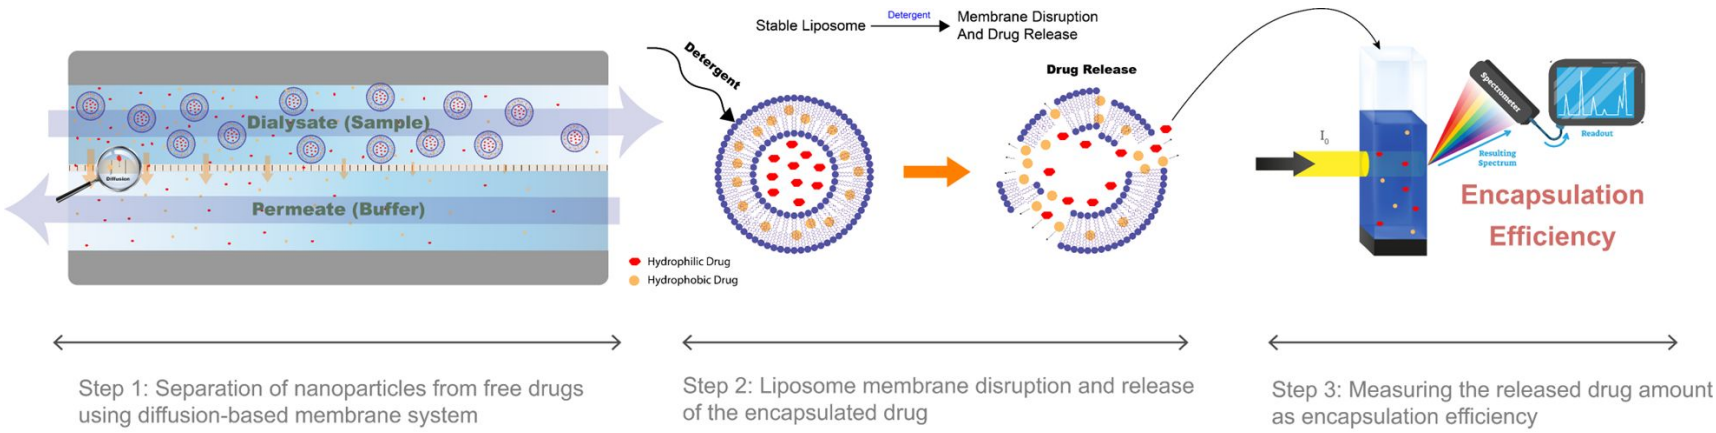 Dialysate (Sample)
Diffusion
Permeate (Buffer)
Stable Liposome
Detergent
Membrane Disruption
And Drug Release
Detergent
Drug Release
Hydrophilic Drug
Hydrophobic Drug
I0
Spectrometer
Readout
Resulting
Spectrum
Encapsulation
Efficiency
Step 1: Separation of nanoparticles from free drugs
using diffusion-based membrane system
Step 2: Liposome membrane disruption and release
of the encapsulated drug
Step 3: Measuring the released drug amount
as encapsulation efficiency